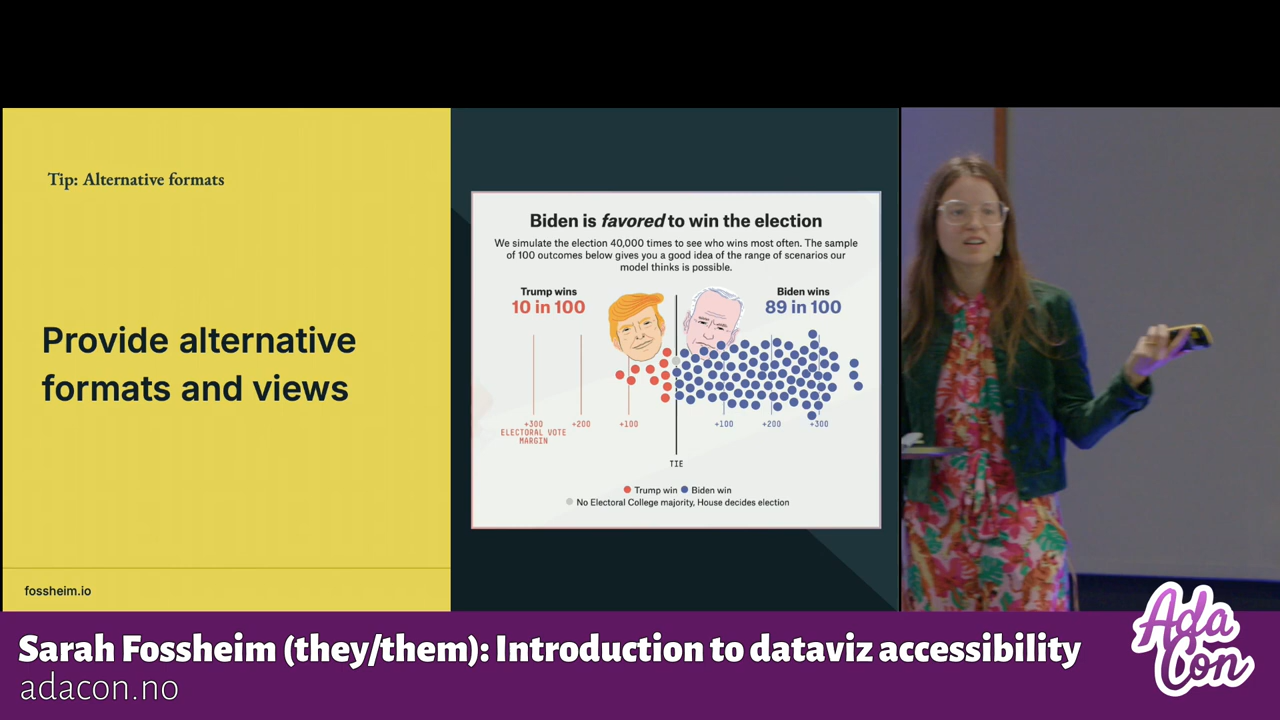 Tip: Alternative formats
Provide alternative
formats and views
fossheim.io
Biden is favored to win the election
We simulate the election 40,000 times to see who wins most often. The sample
of 100 outcomes below gives you a good idea of the range of scenarios our
model thinks is possible.
Trump wins
10 in 100
Biden wins
89 in 100
+300
ELECTORAL VOTE
MARGIN
+200
+100
+100
+200
+300
TIE
Trump win
Biden win
No Electoral College majority, House decides election
Sarah Fossheim (they/them): Introduction to dataviz accessibility
adacon.no
Ada
Con